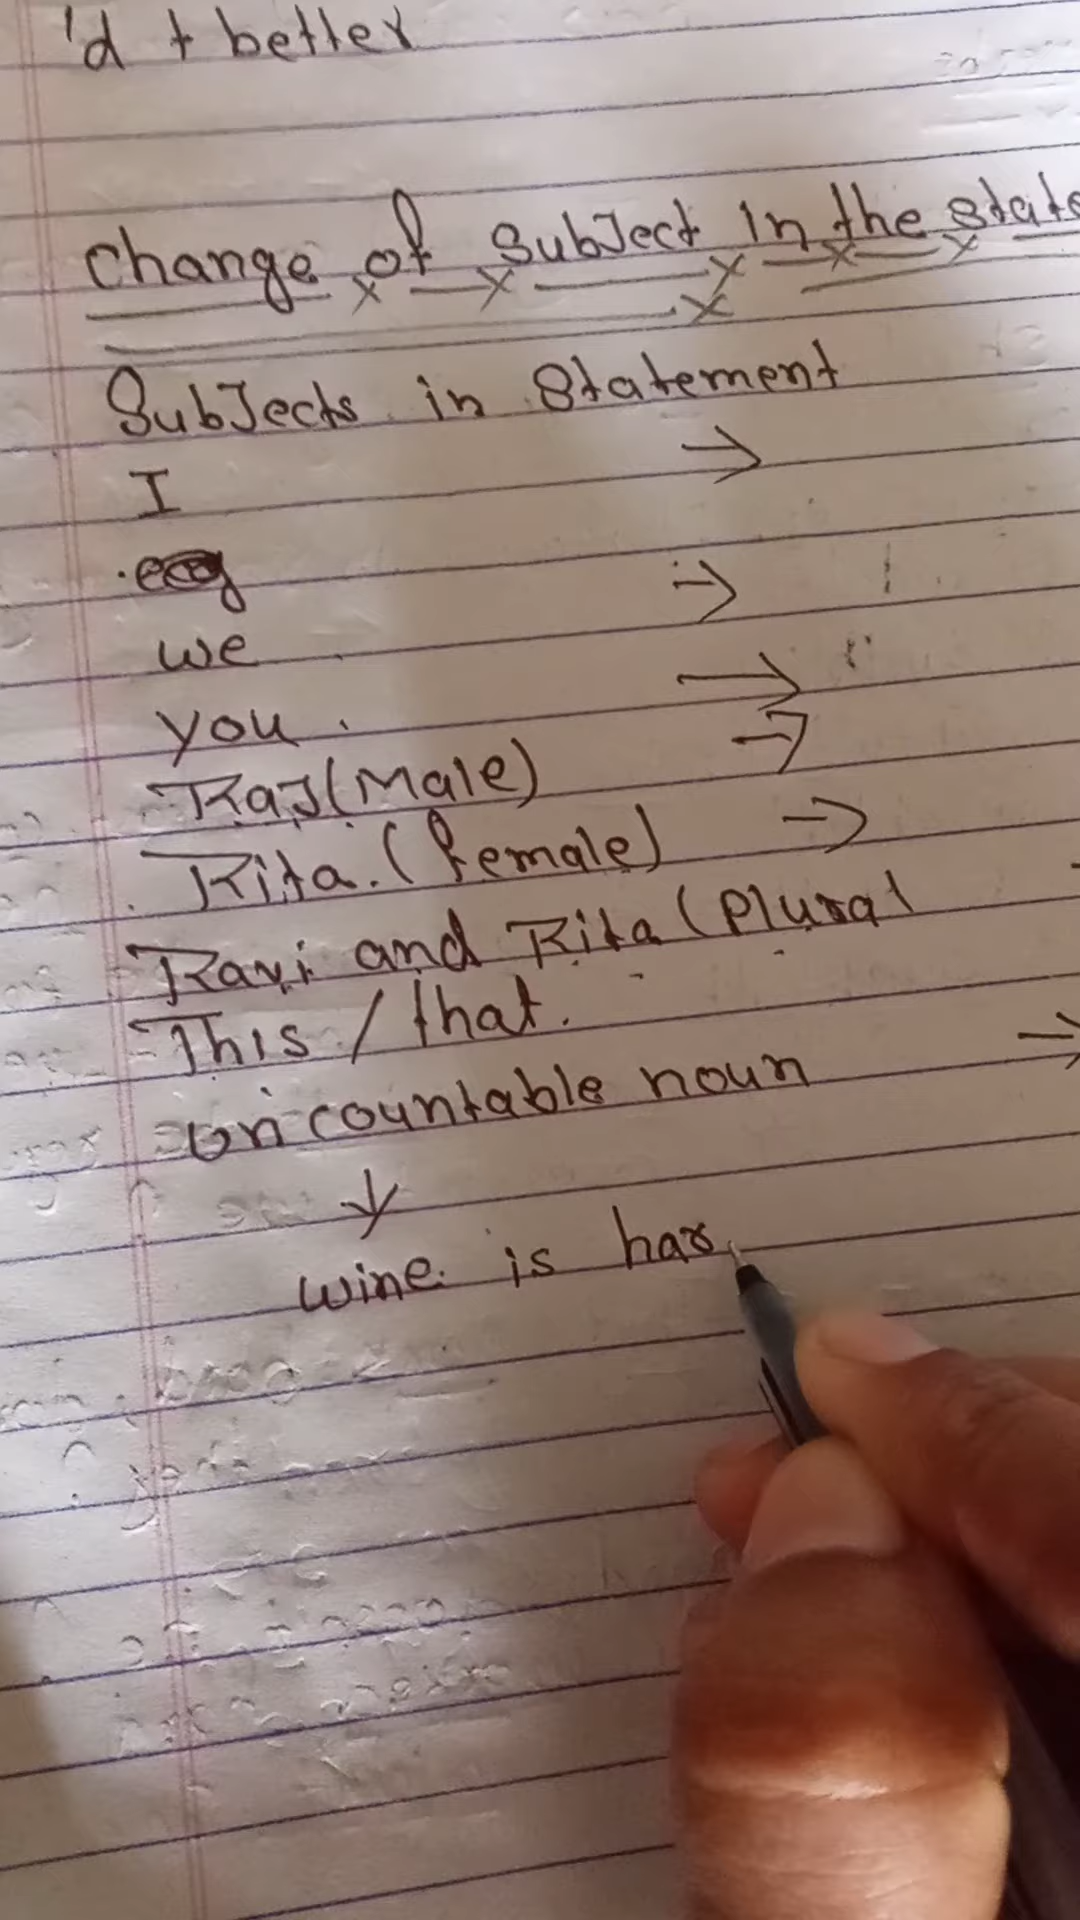 'd + better
Change of Subject in the state
Subjects in Statement
I →
→
we
you. →
Raj (Male) →
Rita. (female) →
Ravi and Rita (Plural
This / that.
uncountable noun →
↓
wine is har